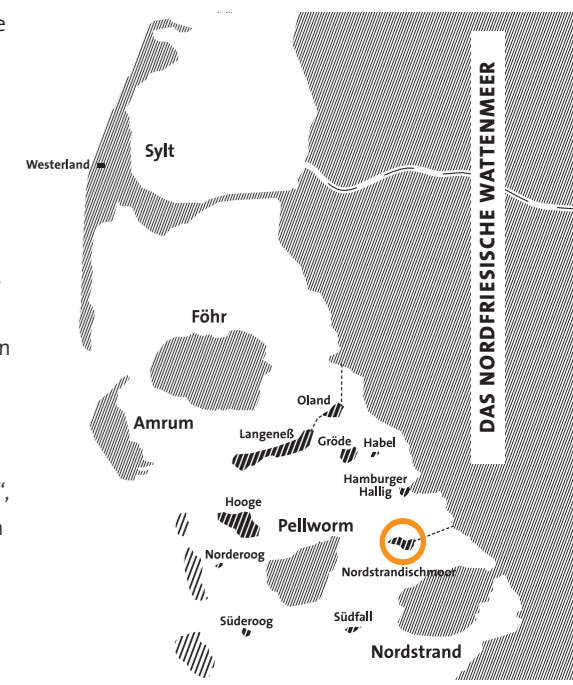 e
Sylt
Westerland
DAS NORDFRIESISCHE WATTENMEER
Föhr
n
Oland
Amrum
Langeneß
Gröde
Habel
Hamburger
Hallig
“,
Hooge
Pellworm
n
Norderoog
Nordstrandischmoor
Süderoog
Südfall
Nordstrand